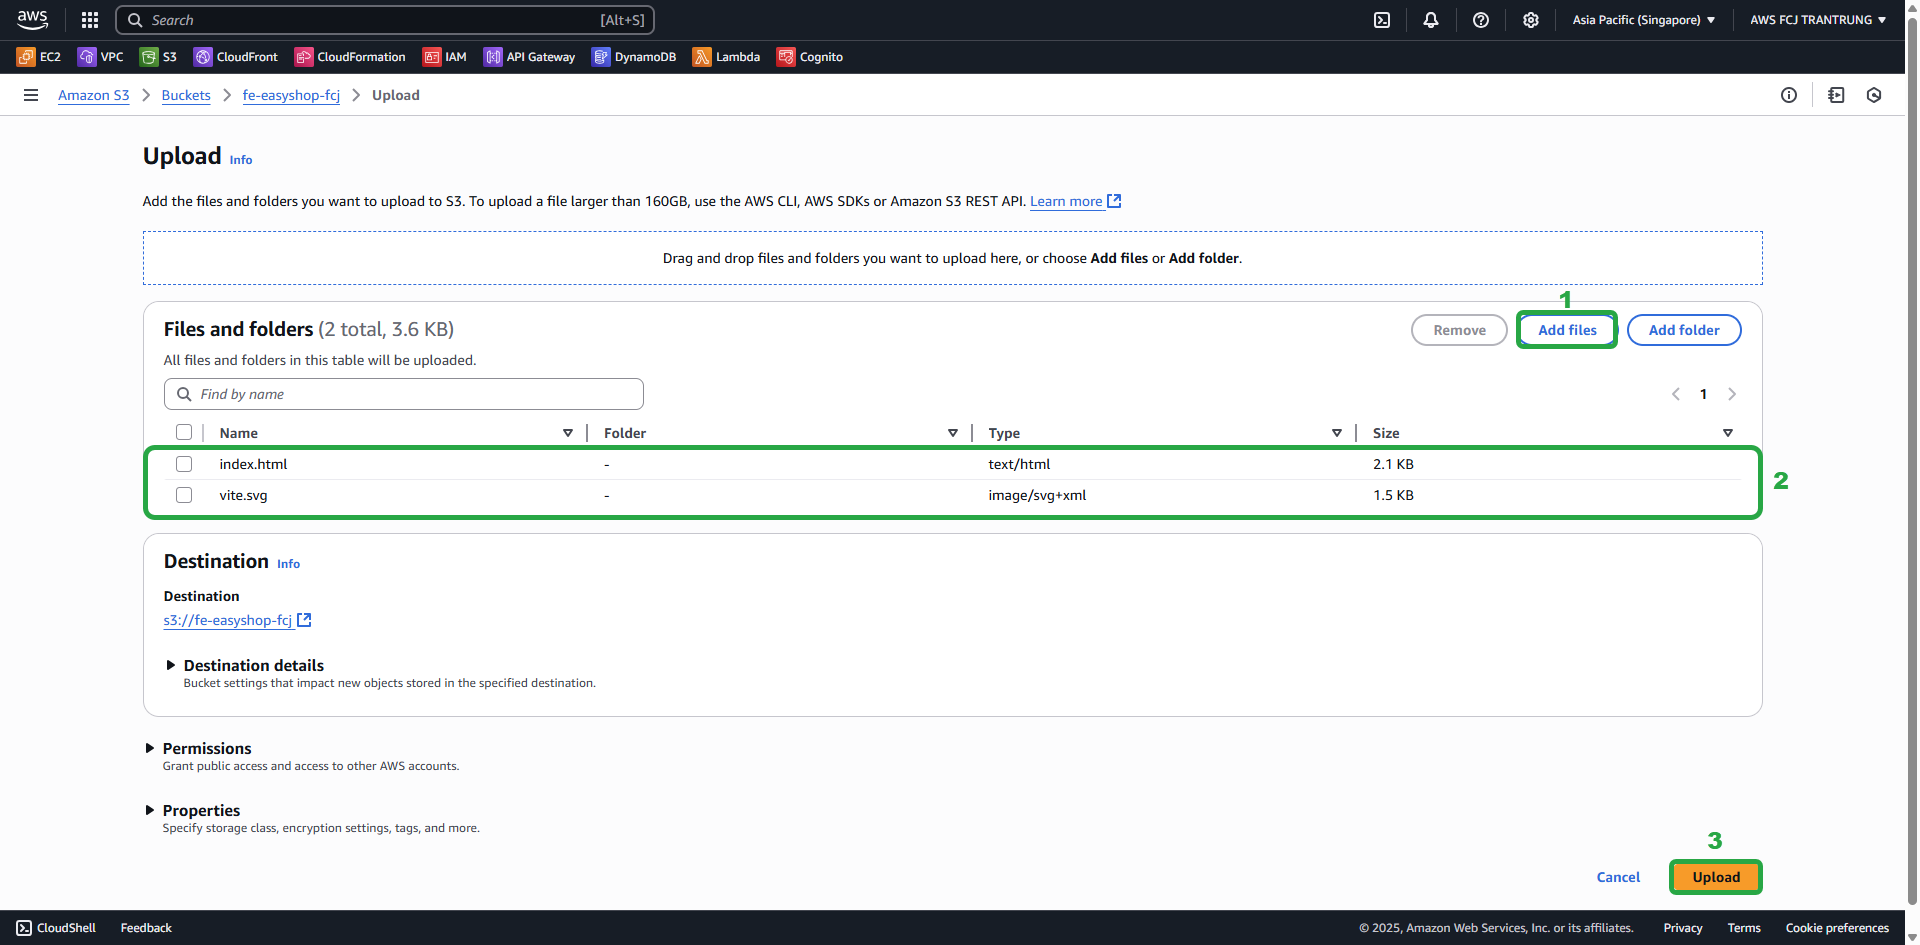 aws Search [Alt+S] Asia Pacific (Singapore) AWS FCJ TRANTRUNG
EC2 VPC S3 CloudFront CloudFormation IAM API Gateway DynamoDB Lambda Cognito
Amazon S3 Buckets fe-easyshop-fcj Upload
Upload Info
Add the files and folders you want to upload to S3. To upload a file larger than 160GB, use the AWS CLI, AWS SDKs or Amazon S3 REST API. Learn more
Drag and drop files and folders you want to upload here, or choose Add files or Add folder.
1
Files and folders (2 total, 3.6 KB) Remove Add files Add folder
All files and folders in this table will be uploaded.
Find by name 1
Name Folder Type Size
index.html - text/html 2.1 KB
2
vite.svg - image/svg+xml 1.5 KB
Destination Info
Destination
s3://fe-easyshop-fcj
Destination details
Bucket settings that impact new objects stored in the specified destination.
Permissions
Grant public access and access to other AWS accounts.
Properties
Specify storage class, encryption settings, tags, and more.
3
Cancel Upload
CloudShell Feedback © 2025, Amazon Web Services, Inc. or its affiliates. Privacy Terms Cookie preferences